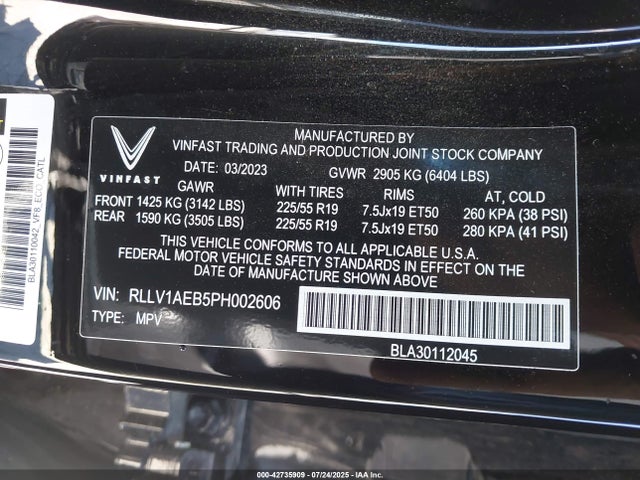 MANUFACTURED BY
VINFAST TRADING AND PRODUCTION JOINT STOCK COMPANY
VINFAST
DATE: 03/2023 GVWR 2905 KG (6404 LBS)
GAWR WITH TIRES RIMS AT, COLD
FRONT 1425 KG (3142 LBS) 225/55 R19 7.5Jx19 ET50 260 KPA (38 PSI)
REAR 1590 KG (3505 LBS) 225/55 R19 7.5Jx19 ET50 280 KPA (41 PSI)
THIS VEHICLE CONFORMS TO ALL APPLICABLE U.S.A.
FEDERAL MOTOR VEHICLE SAFETY STANDARDS IN EFFECT ON THE
DATE OF MANUFACTURE SHOWN ABOVE.
VIN: RLLV1AEB5PH002606
TYPE: MPV
BLA30112045
BLA30110042_VF8_ECO_CATL
000-42735909 07/24/2025 Copyright © IAA